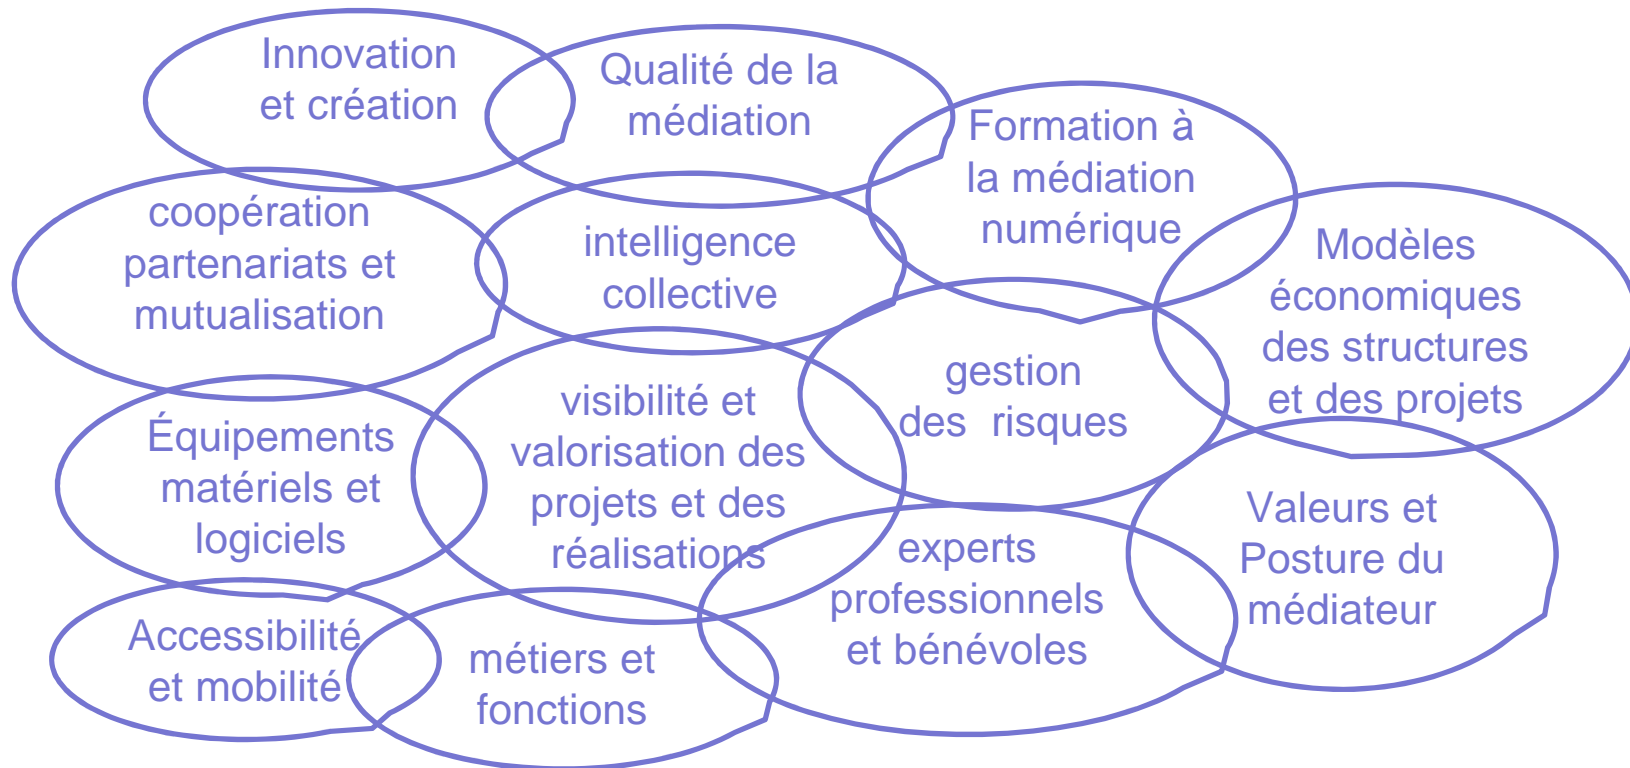 Innovation
et création
Qualité de la
médiation
Formation à
la médiation
numérique
coopération
partenariats et
mutualisation
intelligence
collective
Modèles
économiques
des structures
et des projets
gestion
des  risques
visibilité et
valorisation des
projets et des
réalisations
Équipements
matériels et
logiciels
Valeurs et
Posture du
médiateur
experts
professionnels
et bénévoles
Accessibilité
et mobilité
métiers et
fonctions